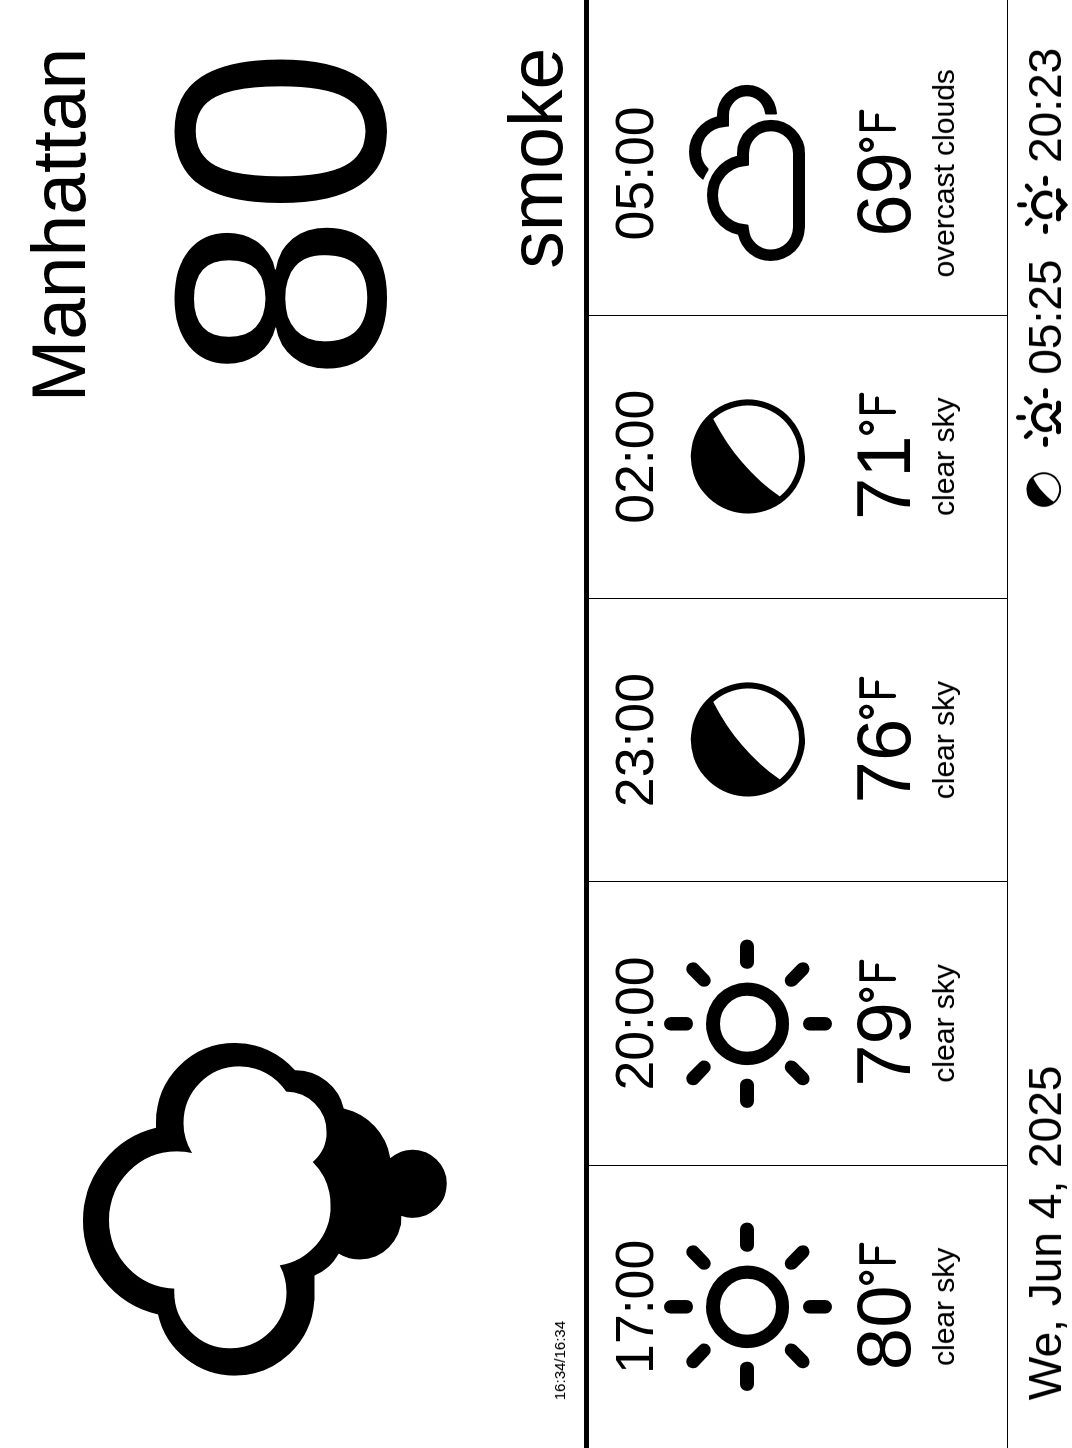 Manhattan
80
smoke
16:34/16:34
17:00
80°F
clear sky
20:00
79°F
clear sky
23:00
76°F
clear sky
02:00
71°F
clear sky
05:00
69°F
overcast clouds
We, Jun 4, 2025
05:25
20:23